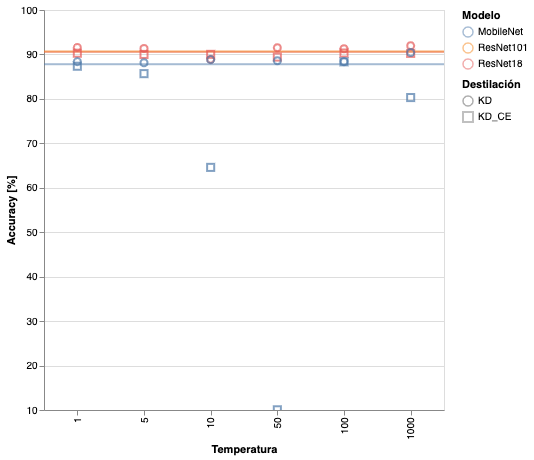 100
90
80
70
60
50
40
30
20
10
Accuracy [%]
1
5
10
50
100
1000
Temperatura
Modelo
MobileNet
ResNet101
ResNet18
Destilación
KD
KD_CE